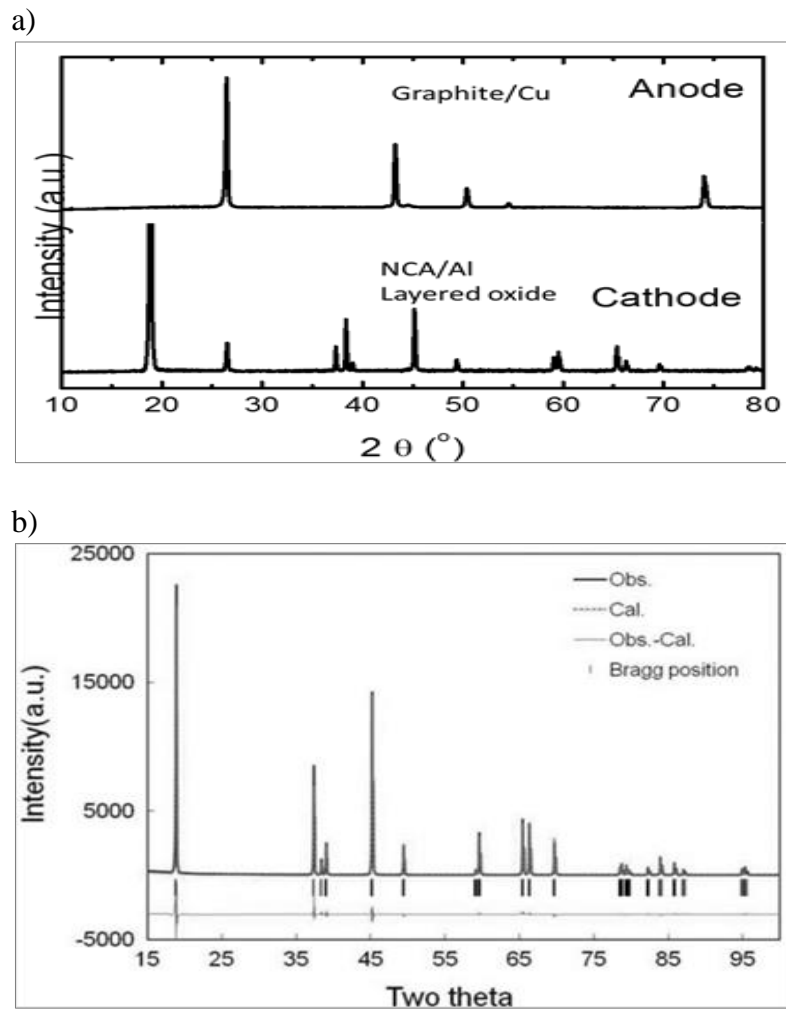 a)
Intensity (a.u.)
Graphite/Cu
Anode
NCA/Al
Layered oxide
Cathode
10 20 30 40 50 60 70 80
2 θ (°)
b)
Intensity(a.u.)
25000
15000
5000
-5000
Obs.
Cal.
Obs.-Cal.
Bragg position
15 25 35 45 55 65 75 85 95
Two theta